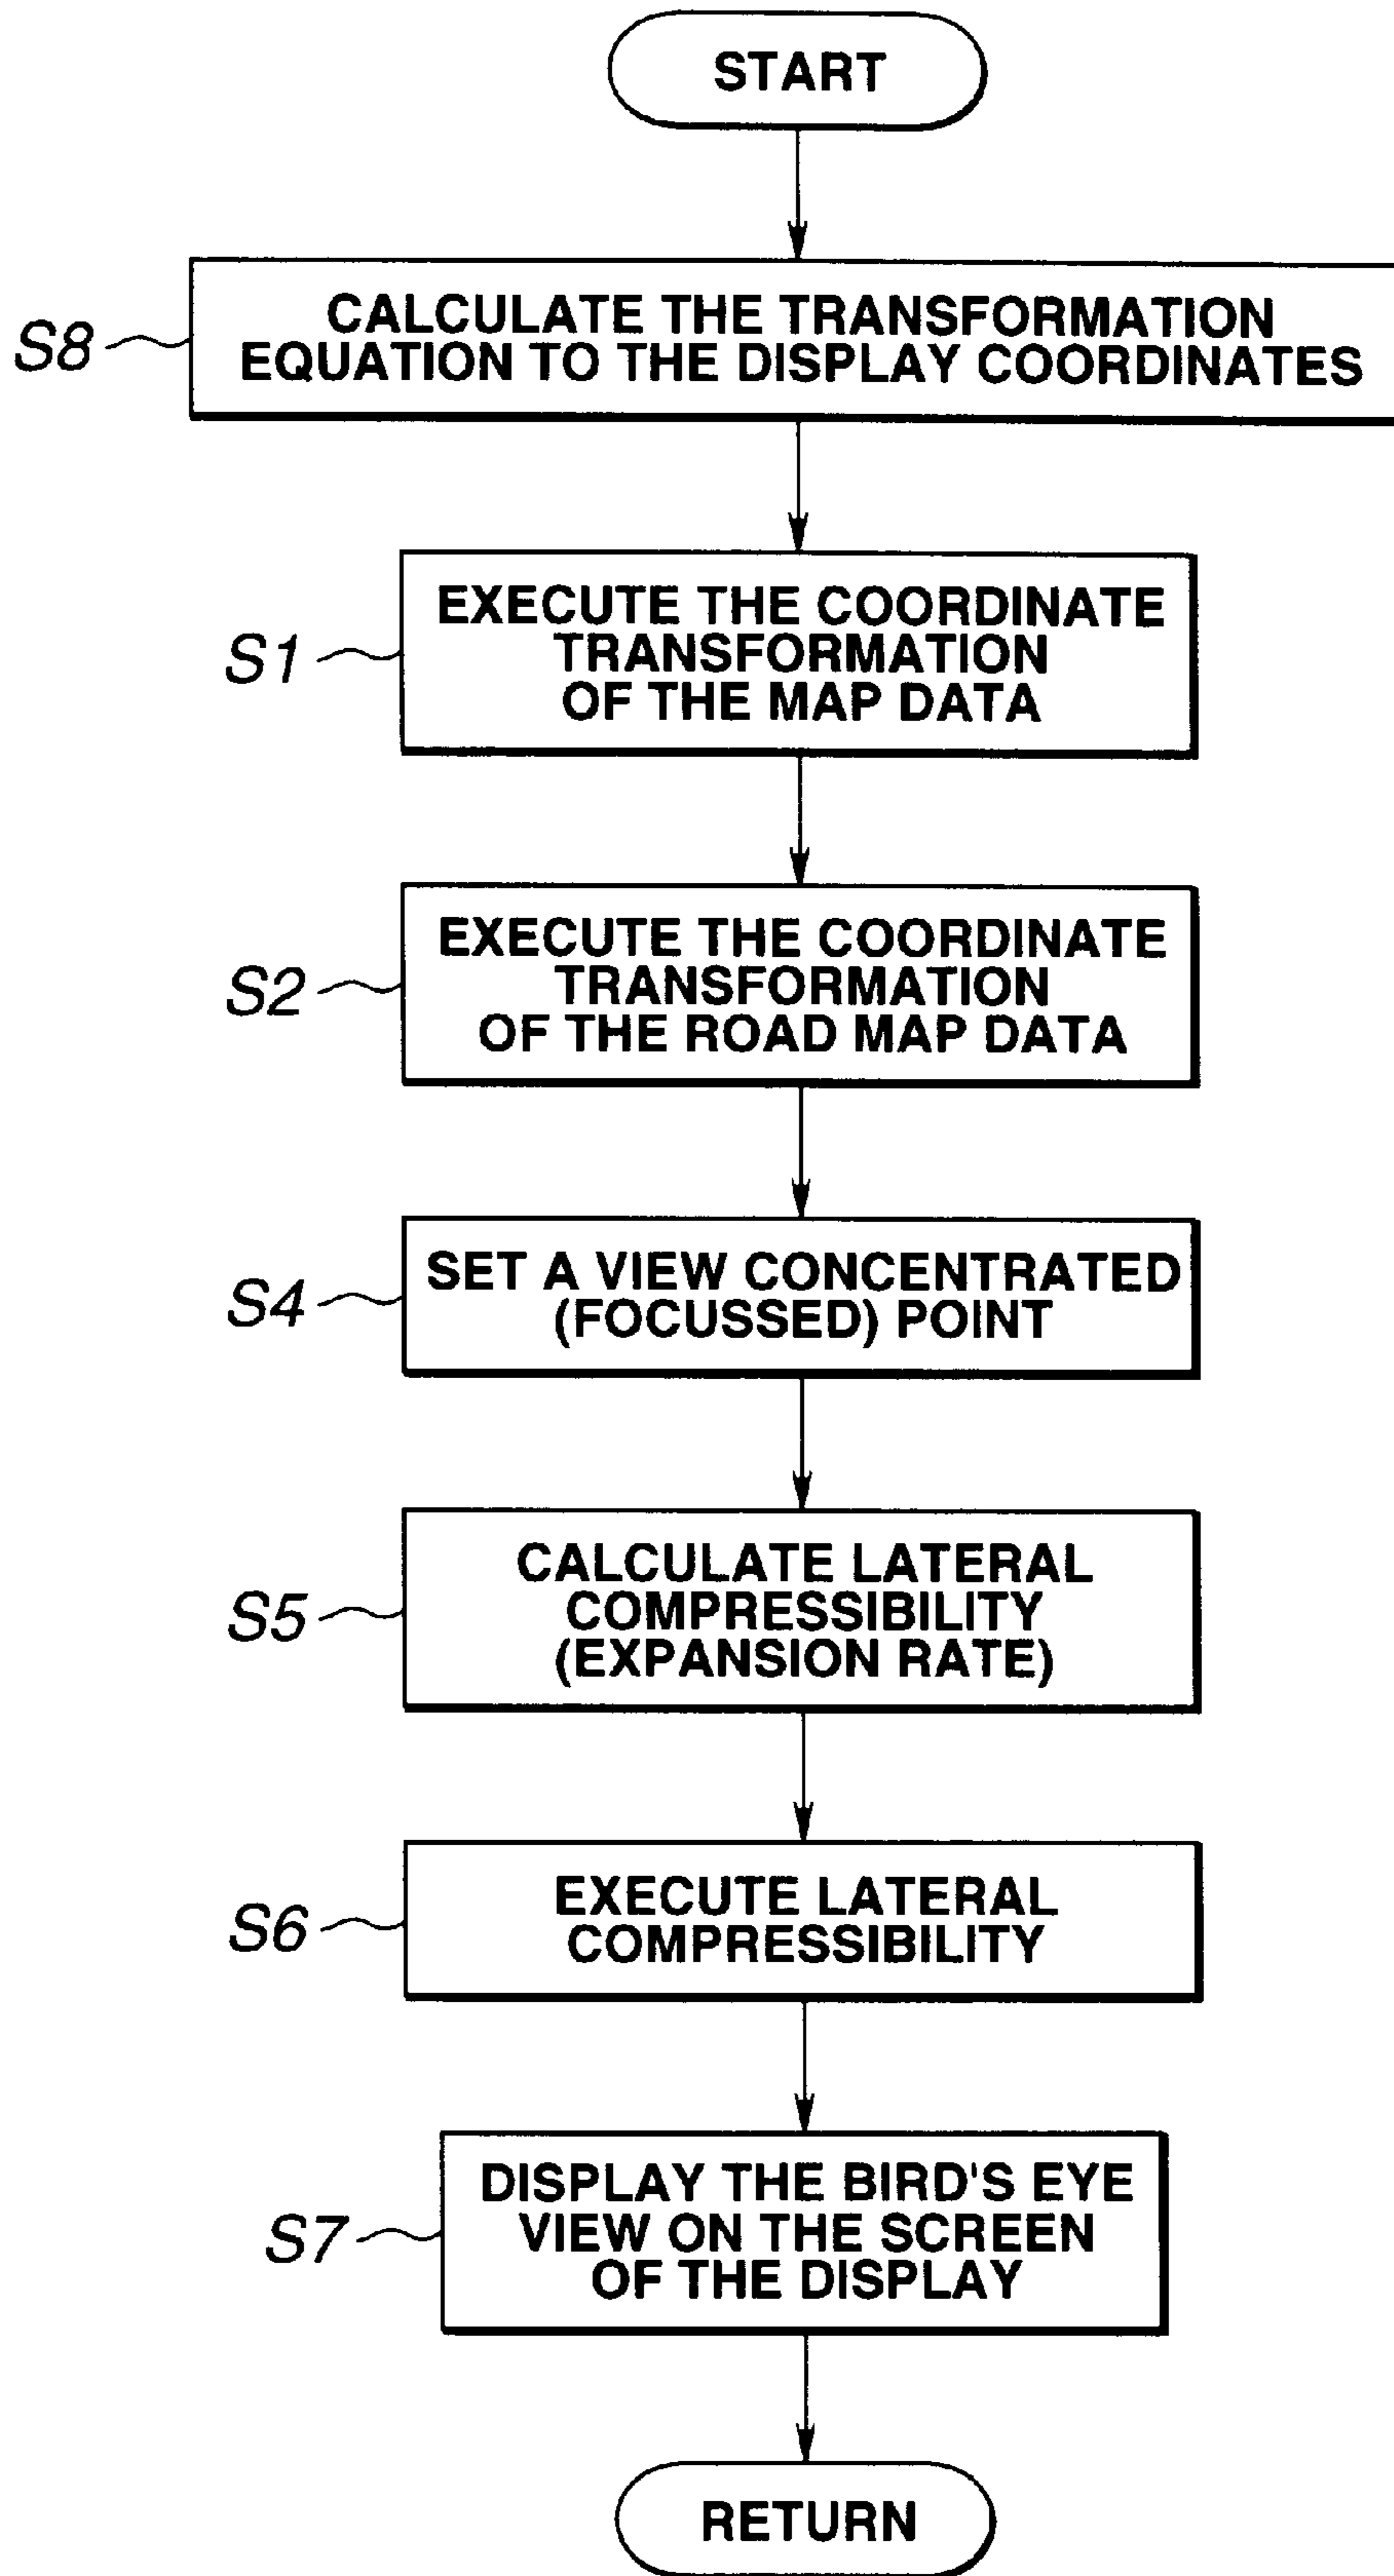 START
S8
CALCULATE THE TRANSFORMATION
EQUATION TO THE DISPLAY COORDINATES
S1
EXECUTE THE COORDINATE
TRANSFORMATION
OF THE MAP DATA
S2
EXECUTE THE COORDINATE
TRANSFORMATION
OF THE ROAD MAP DATA
S4
SET A VIEW CONCENTRATED
(FOCUSSED) POINT
S5
CALCULATE LATERAL
COMPRESSIBILITY
(EXPANSION RATE)
S6
EXECUTE LATERAL
COMPRESSIBILITY
S7
DISPLAY THE BIRD'S EYE
VIEW ON THE SCREEN
OF THE DISPLAY
RETURN